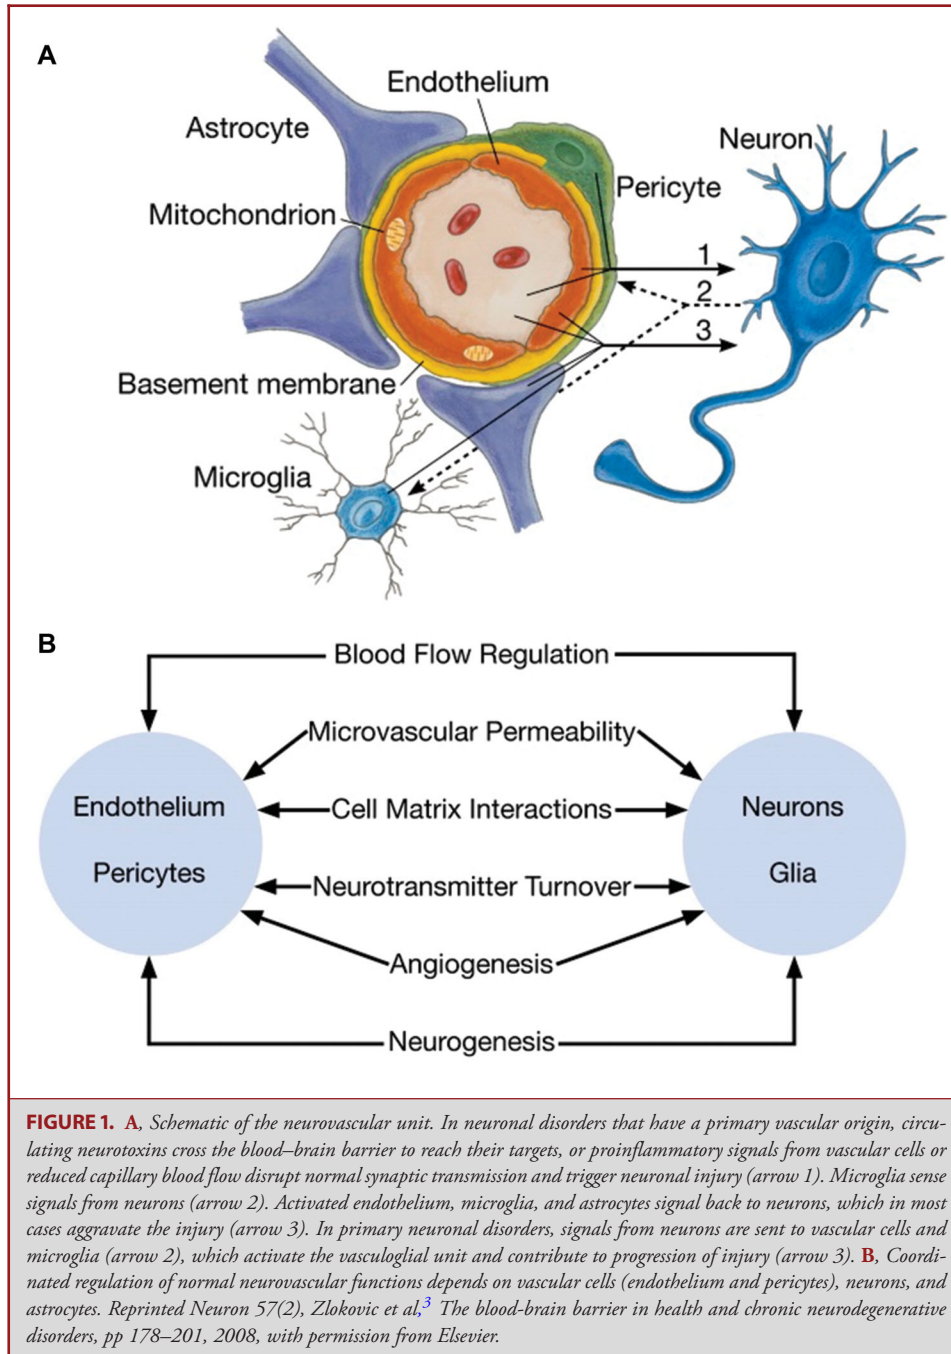 A
Endothelium
Astrocyte
Neuron
Pericyte
Mitochondrion
1
2
3
Basement membrane
Microglia
B
Blood Flow Regulation
Microvascular Permeability
Endothelium
Cell Matrix Interactions
Neurons
Pericytes
Glia
Neurotransmitter Turnover
Angiogenesis
Neurogenesis
FIGURE 1. A, Schematic of the neurovascular unit. In neuronal disorders that have a primary vascular origin, circu-
lating neurotoxins cross the blood–brain barrier to reach their targets, or proinflammatory signals from vascular cells or
reduced capillary blood flow disrupt normal synaptic transmission and trigger neuronal injury (arrow 1). Microglia sense
signals from neurons (arrow 2). Activated endothelium, microglia, and astrocytes signal back to neurons, which in most
cases aggravate the injury (arrow 3). In primary neuronal disorders, signals from neurons are sent to vascular cells and
microglia (arrow 2), which activate the vasculoglial unit and contribute to progression of injury (arrow 3). B, Coordi-
nated regulation of normal neurovascular functions depends on vascular cells (endothelium and pericytes), neurons, and
astrocytes. Reprinted Neuron 57(2), Zlokovic et al,3 The blood-brain barrier in health and chronic neurodegenerative
disorders, pp 178–201, 2008, with permission from Elsevier.